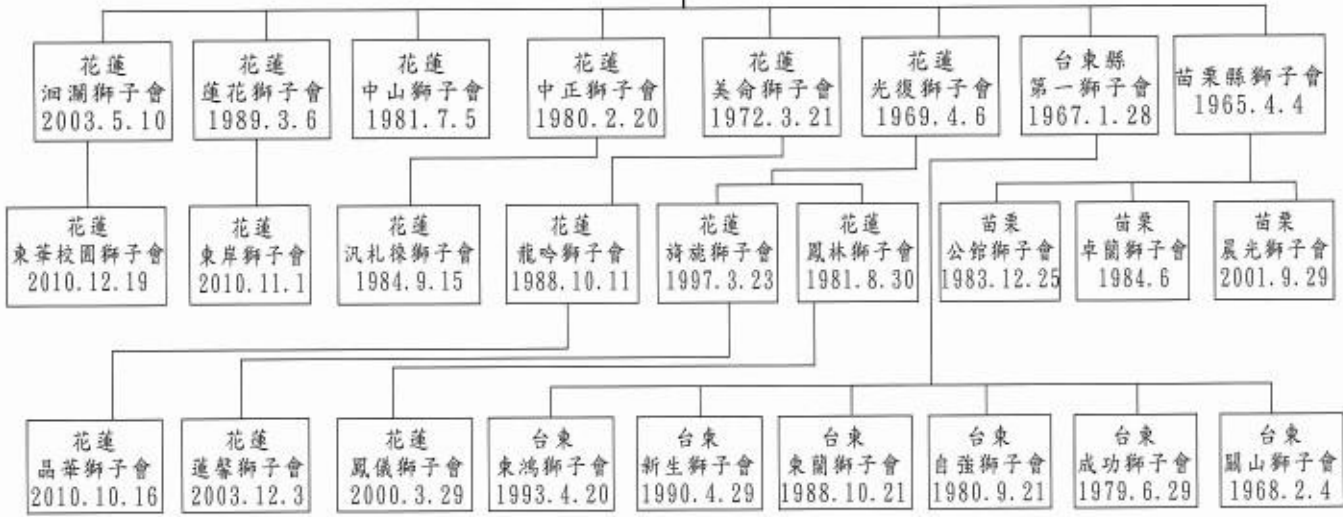 花蓮
洄瀾獅子會
2003.5.10
花蓮
蓮花獅子會
1989.3.6
花蓮
中山獅子會
1981.7.5
花蓮
中正獅子會
1980.2.20
花蓮
美侖獅子會
1972.3.21
花蓮
光復獅子會
1969.4.6
台東縣
第一獅子會
1967.1.28
苗栗縣獅子會
1965.4.4
花蓮
東華校園獅子會
2010.12.19
花蓮
東岸獅子會
2010.11.1
花蓮
汎札徠獅子會
1984.9.15
花蓮
龍吟獅子會
1988.10.11
花蓮
旖旎獅子會
1997.3.23
花蓮
鳳林獅子會
1981.8.30
苗栗
公館獅子會
1983.12.25
苗栗
卓蘭獅子會
1984.6
苗栗
晨光獅子會
2001.9.29
花蓮
晶華獅子會
2010.10.16
花蓮
蓮馨獅子會
2003.12.3
花蓮
鳳儀獅子會
2000.3.29
台東
東鴻獅子會
1993.4.20
台東
新生獅子會
1990.4.29
台東
東蘭獅子會
1988.10.21
台東
自強獅子會
1980.9.21
台東
成功獅子會
1979.6.29
台東
關山獅子會
1968.2.4